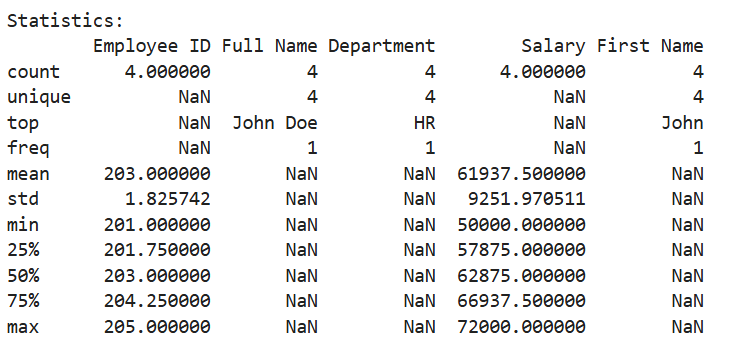 Statistics:
Employee ID Full Name Department Salary First Name
count 4.000000 4 4 4.000000 4
unique NaN 4 4 NaN 4
top NaN John Doe HR NaN John
freq NaN 1 1 NaN 1
mean 203.000000 NaN NaN 61937.500000 NaN
std 1.825742 NaN NaN 9251.970511 NaN
min 201.000000 NaN NaN 50000.000000 NaN
25% 201.750000 NaN NaN 57875.000000 NaN
50% 203.000000 NaN NaN 62875.000000 NaN
75% 204.250000 NaN NaN 66937.500000 NaN
max 205.000000 NaN NaN 72000.000000 NaN